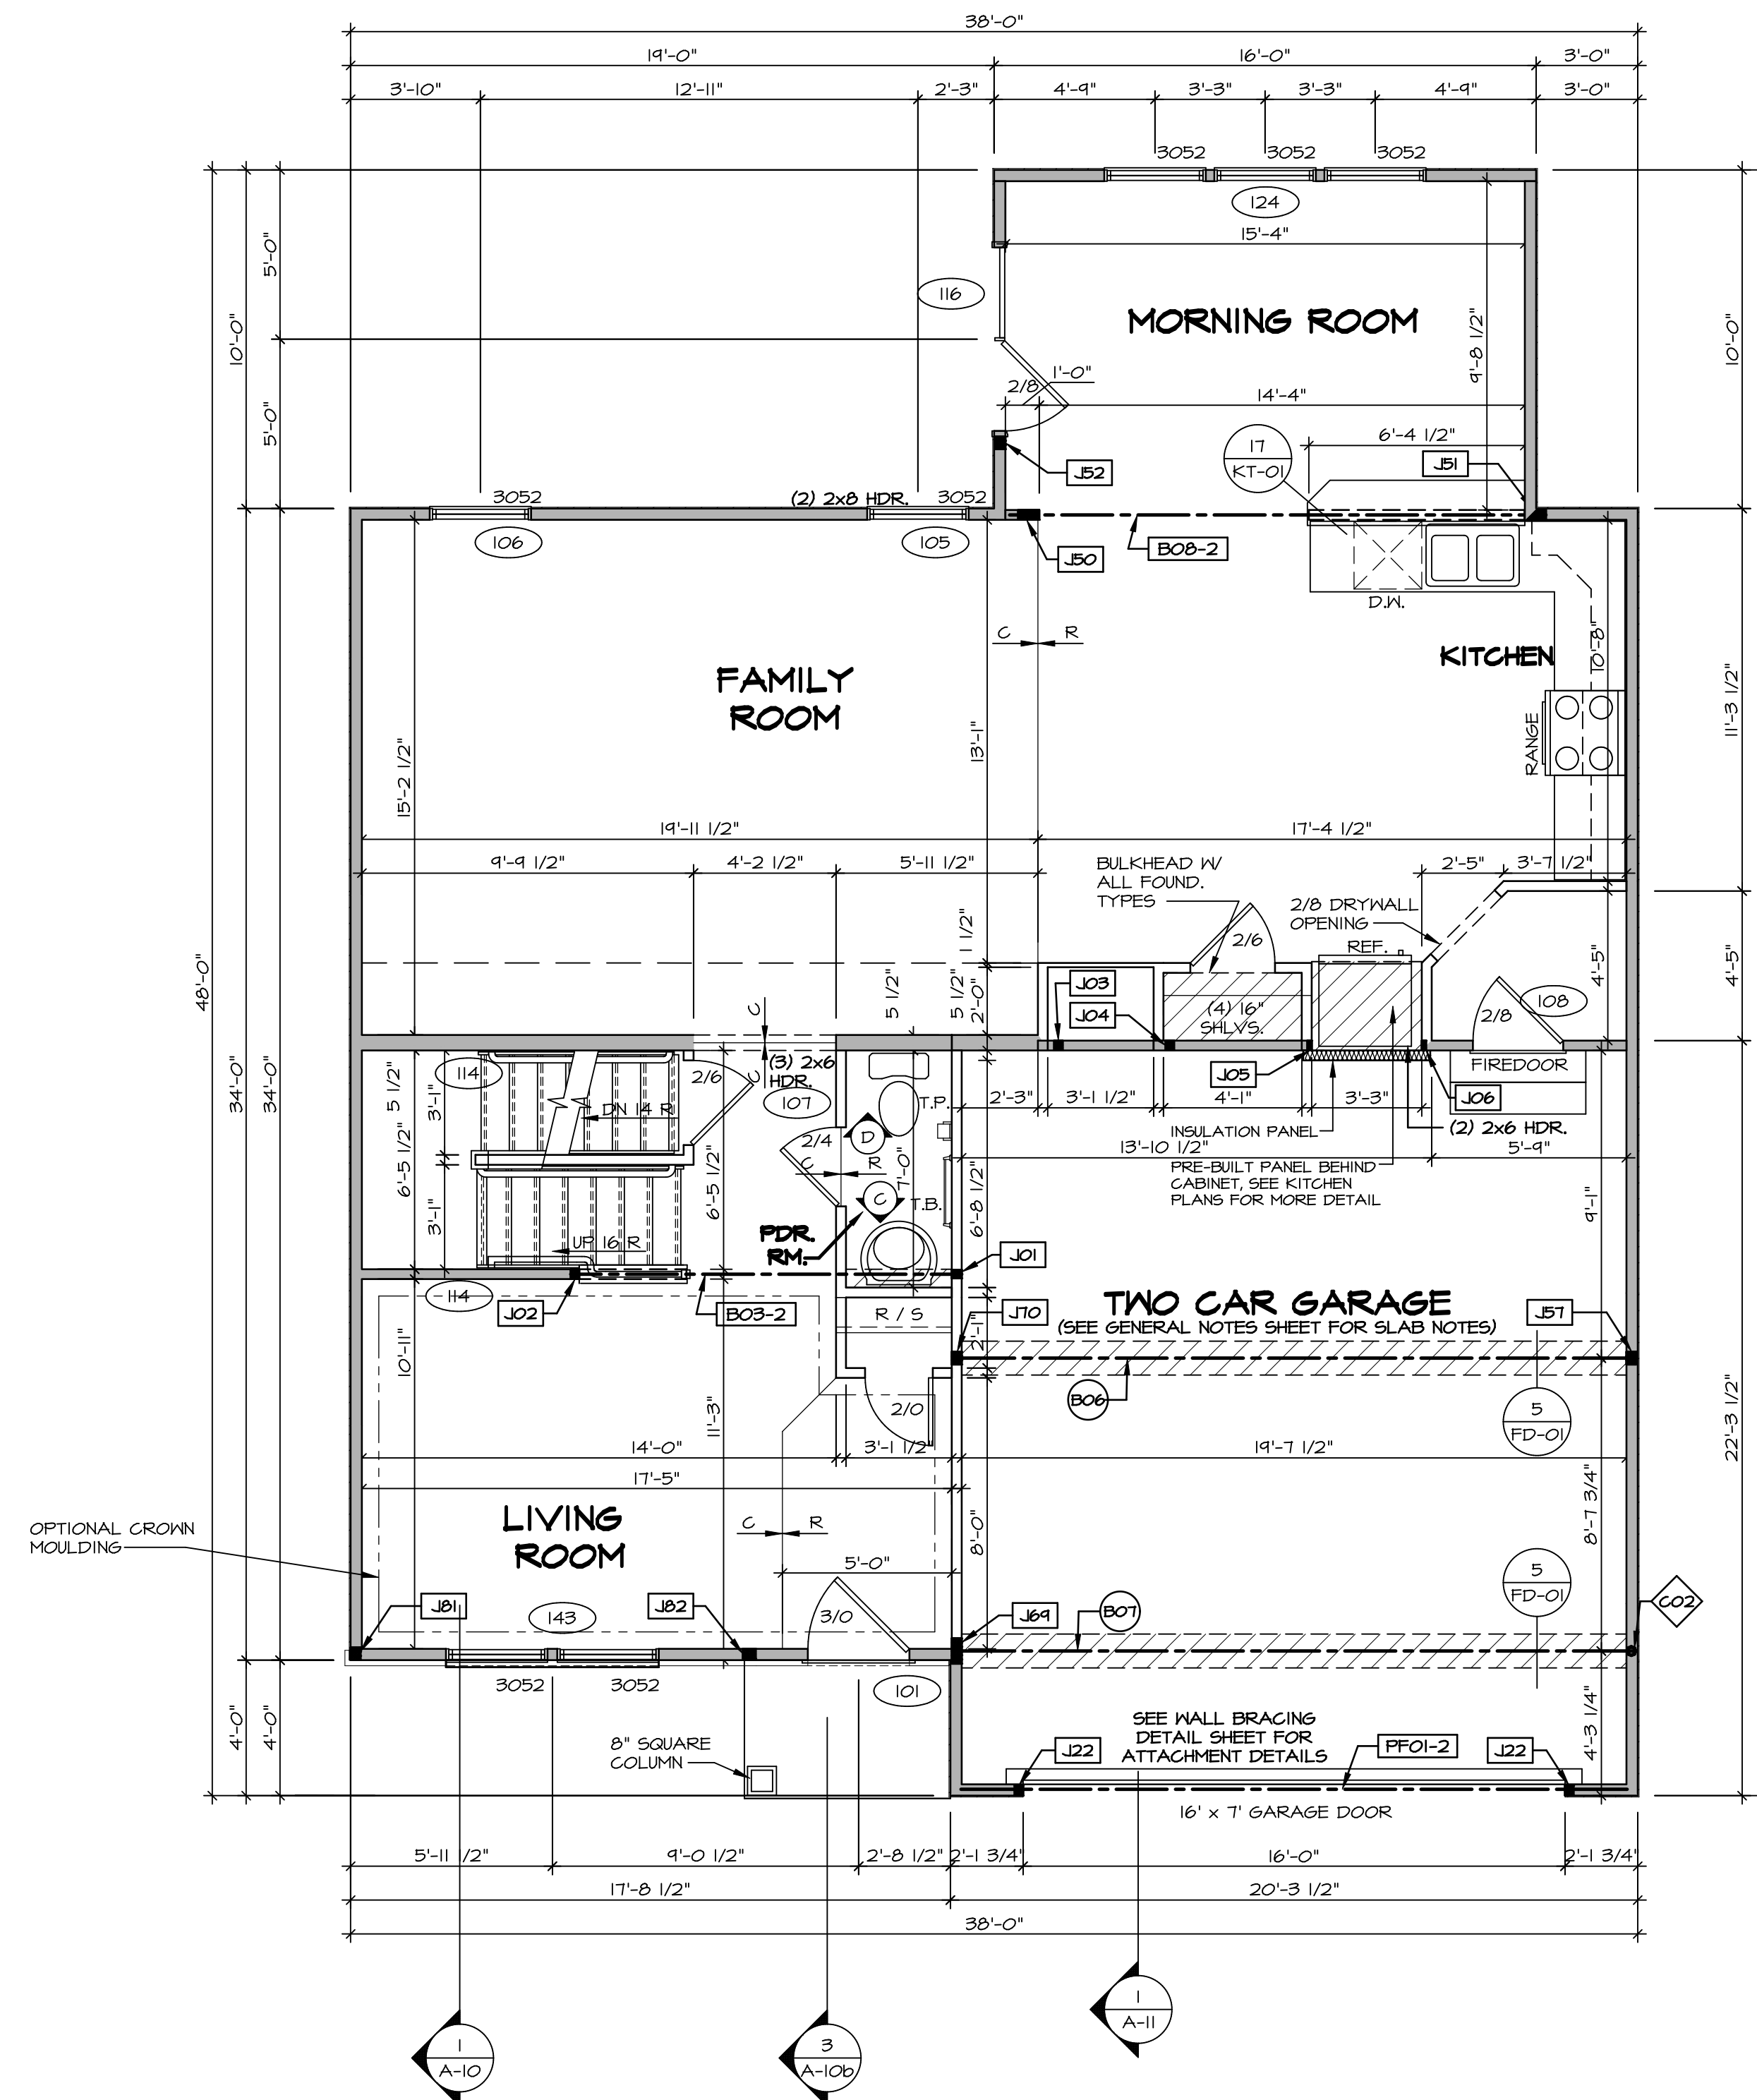 38'-0"
19'-0" 16'-0" 3'-0"
3'-10" 12'-11" 2'-3" 4'-9" 3'-3" 3'-3" 4'-9" 3'-0"
3052 3052 3052
124
15'-4"
5'-0"
116
MORNING ROOM
10'-0"
9'-8 1/2"
10'-0"
1'-0"
2/8
14'-4"
5'-0"
6'-4 1/2"
17
KT-01
J52
J51
3052 (2) 2x8 HDR. 3052
106 105
J50
B08-2
D.W.
C R
10'-8"
KITCHEN
FAMILY
ROOM
RANGE
11'-3 1/2"
15'-2 1/2"
13'-1"
19'-11 1/2" 17'-4 1/2"
9'-9 1/2" 4'-2 1/2" 5'-11 1/2"
2'-5" 3'-7 1/2"
BULKHEAD W/
ALL FOUND.
TYPES
2/8 DRYWALL
OPENING
2/6
REF.
1 1/2"
48'-0"
5 1/2"
5 1/2"
2'-0"
4'-5"
4'-5"
J03
J04
(4) 16"
SHLVS.
2/8
108
C
C
(3) 2x6
HDR.
FIREDOOR
114
2/6
J05
J06
34'-0"
34'-0"
5 1/2"
3'-1"
107
T.P.
2'-3" 3'-1 1/2" 4'-1" 3'-3"
DN 14 R
D
2/4
INSULATION PANEL
(2) 2x6 HDR.
13'-10 1/2" 5'-9"
C R
PRE-BUILT PANEL BEHIND
CABINET, SEE KITCHEN
PLANS FOR MORE DETAIL
6'-5 1/2"
6'-5 1/2"
7'-0"
6'-8 1/2"
9'-1"
C
T.B.
3'-1"
UP 16 R
PDR.
RM.
J01
114
J02
B03-2
R / S
J70
TWO CAR GARAGE
(SEE GENERAL NOTES SHEET FOR SLAB NOTES)
J57
2'-1"
10'-11"
B06
2/0
5
FD-01
11'-3"
22'-3 1/2"
14'-0" 3'-1 1/2" 19'-7 1/2"
17'-5"
8'-7 3/4"
LIVING
ROOM
C R
8'-0"
OPTIONAL CROWN
MOULDING
5'-0"
5
FD-01
J81
143
J82
3/0
J69
B07
C02
3052 3052
101
4'-0"
4'-0"
4'-3 1/4"
8" SQUARE
COLUMN
SEE WALL BRACING
DETAIL SHEET FOR
ATTACHMENT DETAILS
J22
PF01-2
J22
16' x 7' GARAGE DOOR
5'-11 1/2" 9'-0 1/2" 2'-8 1/2" 2'-1 3/4" 16'-0" 2'-1 3/4"
17'-8 1/2" 20'-3 1/2"
38'-0"
1
A-11
1
A-10
3
A-10b